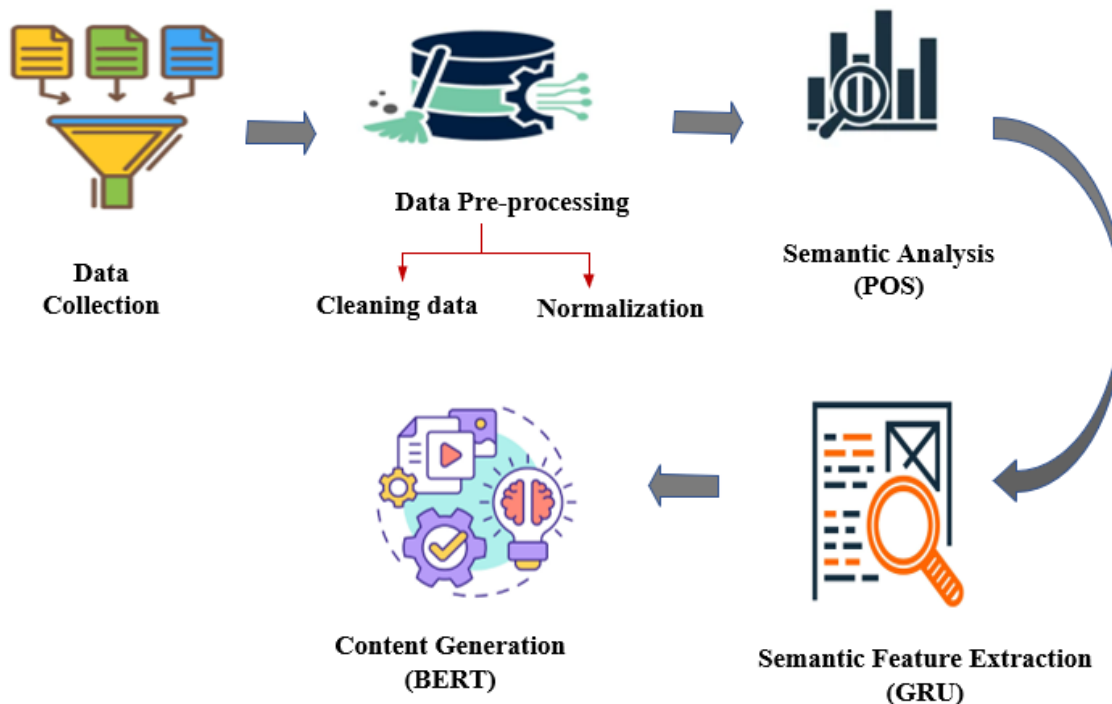 Data
Collection
Data Pre-processing
Cleaning data
Normalization
Semantic Analysis
(POS)
Semantic Feature Extraction
(GRU)
Content Generation
(BERT)